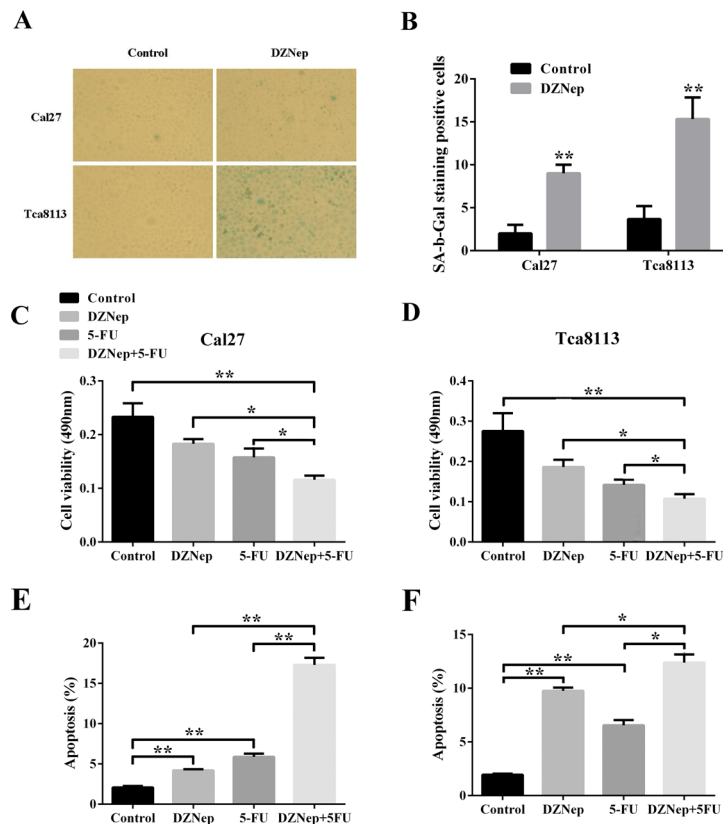 A
Control DZNep
Cal27
Tca8113
B
SA-b-Gal staining positive cells
20
15
10
5
0
Control
DZNep
**
**
Cal27 Tca8113
C
Control
DZNep
5-FU
DZNep+5-FU
Cal27
Cell viability (490nm)
0.3
0.2
0.1
0.0
**
*
*
Control DZNep 5-FU DZNep+5-FU
D
Tca8113
Cell viability (490nm)
0.4
0.3
0.2
0.1
0.0
**
*
*
Control DZNep 5-FU DZNep+5-FU
E
Apoptosis (%)
20
15
10
5
0
**
**
**
**
Control DZNep 5-FU DZNep+5FU
F
Apoptosis (%)
15
10
5
0
*
*
**
**
Control DZNep 5-FU DZNep+5FU